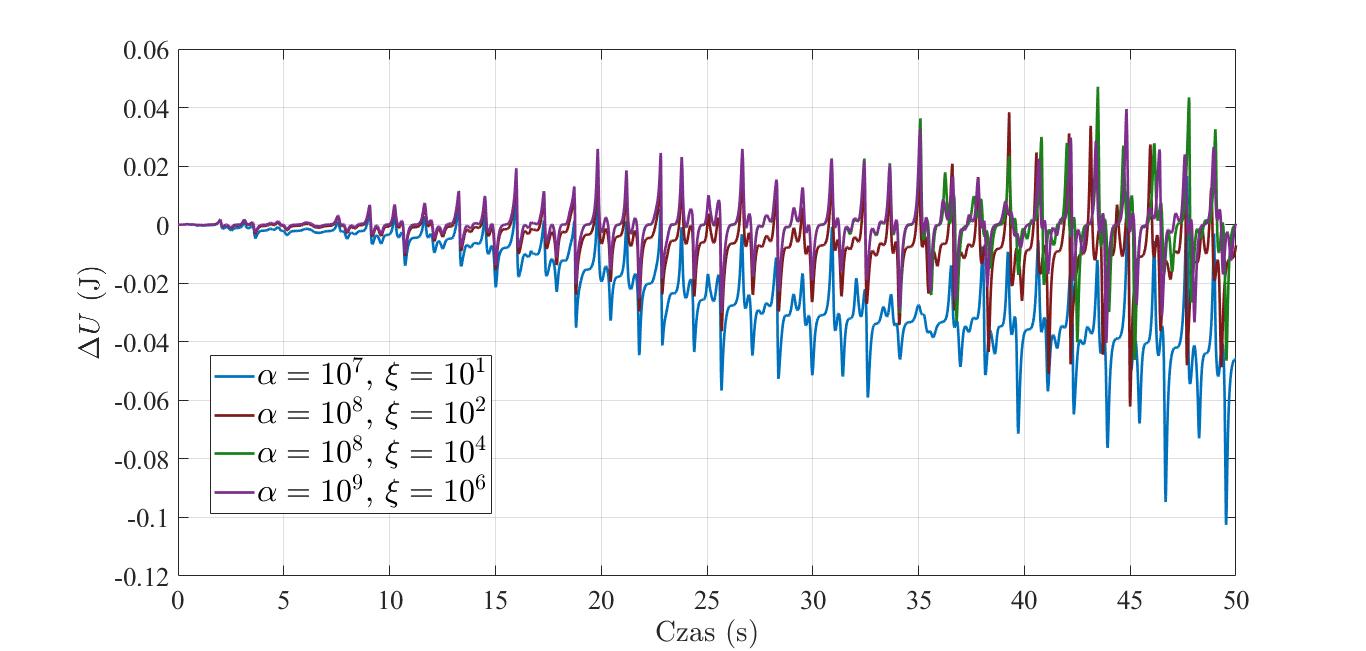 0.06
0.04
0.02
0
-0.02
-0.04
-0.06
-0.08
-0.1
-0.12
ΔU (J)
α = 10⁷, ξ = 10¹
α = 10⁸, ξ = 10²
α = 10⁸, ξ = 10⁴
α = 10⁹, ξ = 10⁶
0 5 10 15 20 25 30 35 40 45 50
Czas (s)